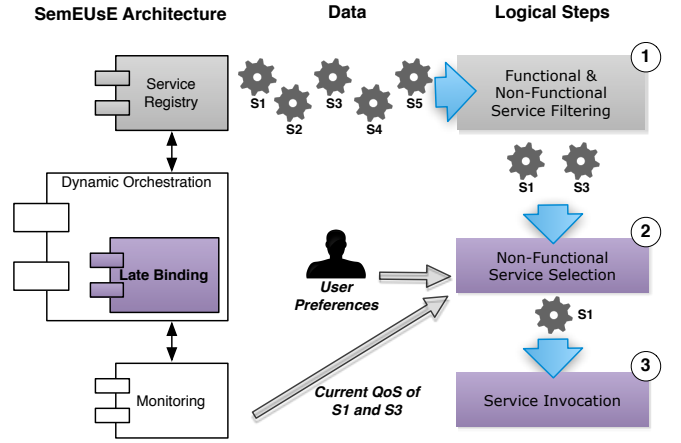 SemEUsE Architecture
Data
Logical Steps
Service
Registry
S1
S2
S3
S4
S5
1
Functional &
Non-Functional
Service Filtering
S1
S3
Dynamic Orchestration
Late Binding
User
Preferences
2
Non-Functional
Service Selection
S1
Monitoring
Current QoS of
S1 and S3
3
Service Invocation